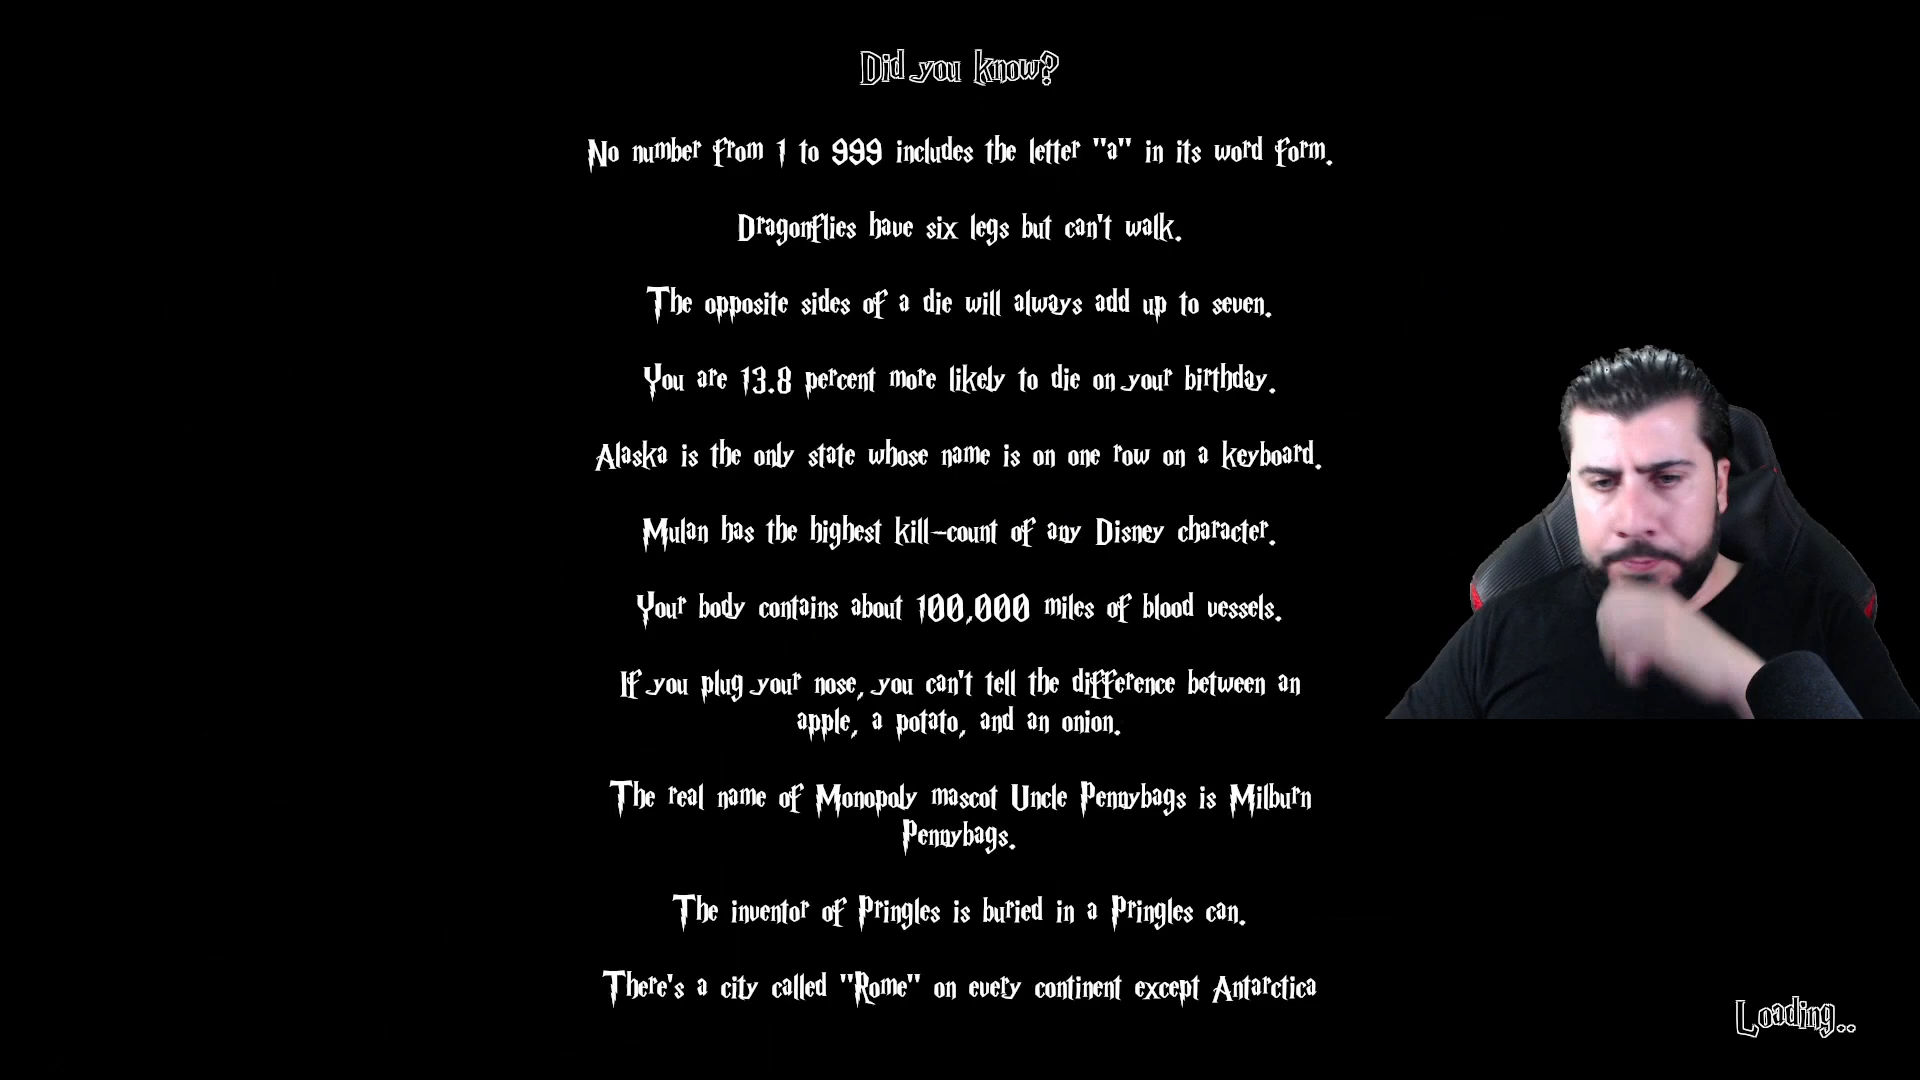 Did you know?
No number from 1 to 999 includes the letter "a" in its word form.
Dragonflies have six legs but can't walk.
The opposite sides of a die will always add up to seven.
You are 13.8 percent more likely to die on your birthday.
Alaska is the only state whose name is on one row on a keyboard.
Mulan has the highest kill-count of any Disney character.
Your body contains about 100,000 miles of blood vessels.
If you plug your nose, you can't tell the difference between an
apple, a potato, and an onion.
The real name of Monopoly mascot Uncle Pennybags is Milburn
Pennybags.
The inventor of Pringles is buried in a Pringles can.
There's a city called "Rome" on every continent except Antarctica
Loading..